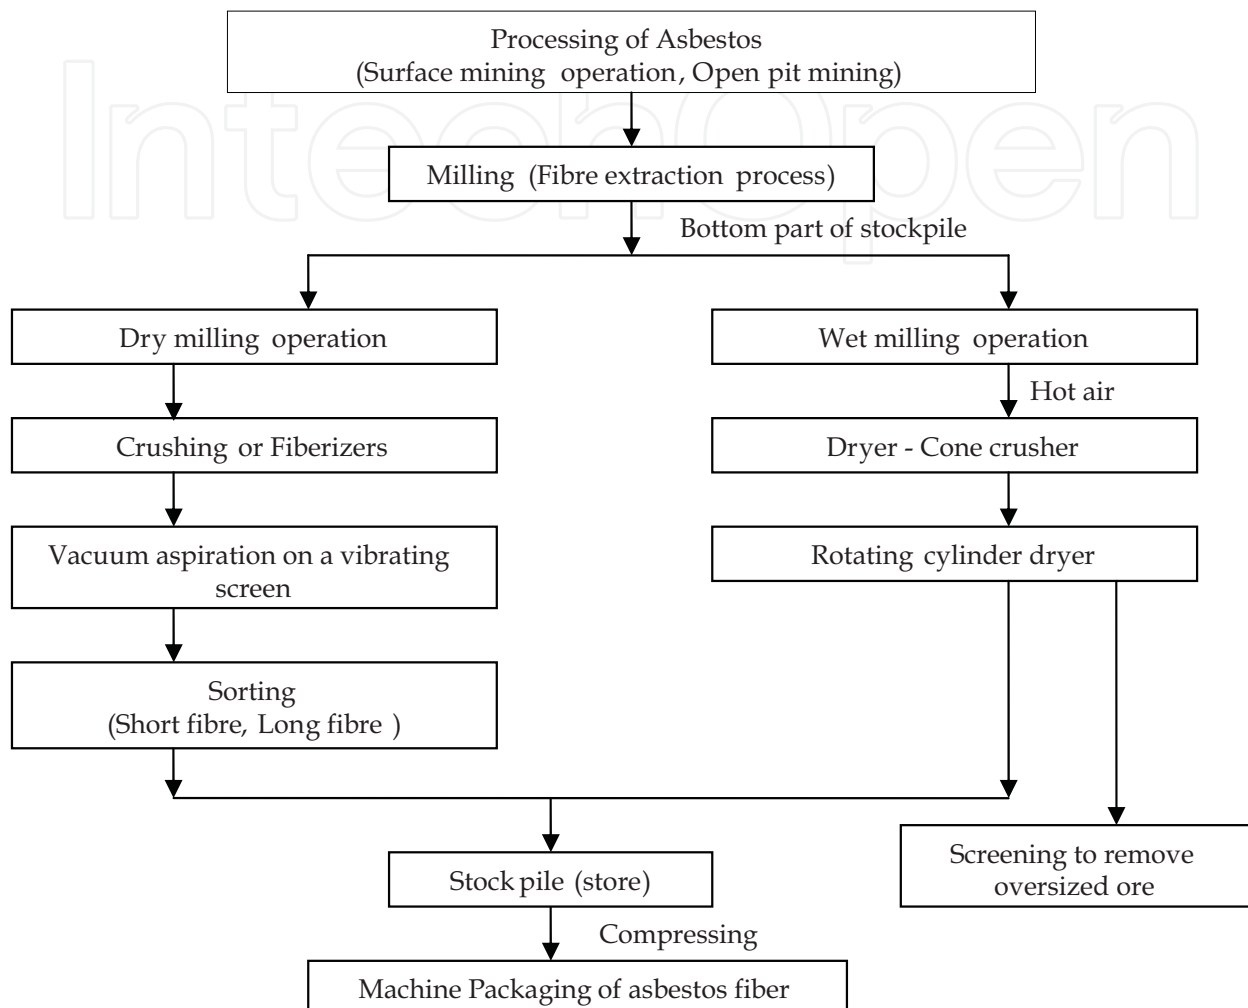 Processing of Asbestos
(Surface mining operation, Open pit mining)
IntechOpen
Milling (Fibre extraction process)
Bottom part of stockpile
Dry milling operation
Wet milling operation
Hot air
Crushing or Fiberizers
Dryer - Cone crusher
Vacuum aspiration on a vibrating
screen
Rotating cylinder dryer
Sorting
(Short fibre, Long fibre )
Stock pile (store)
Screening to remove
oversized ore
Compressing
Machine Packaging of asbestos fiber